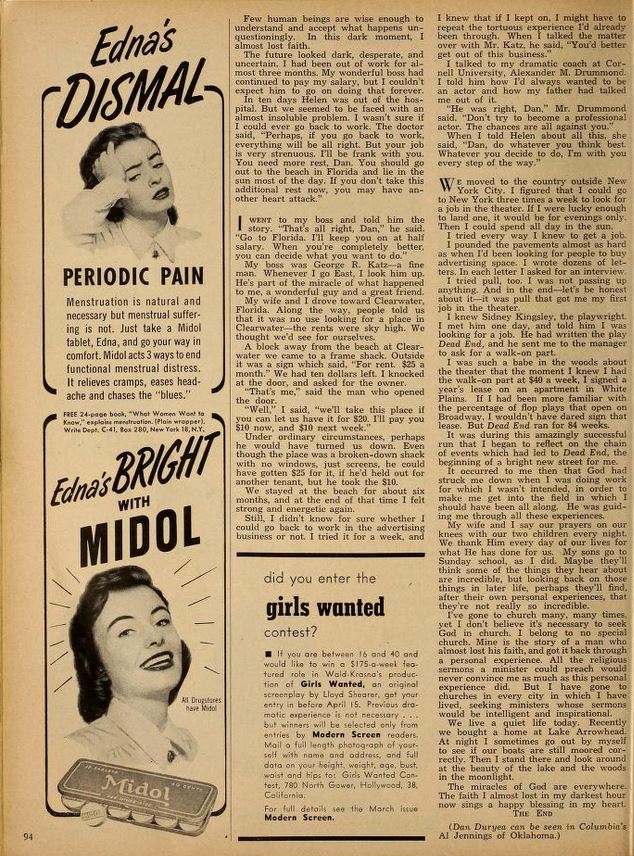 Edna's
DISMAL
PERIODIC PAIN
Menstruation is natural and
necessary but menstrual suffer-
ing is not. Just take a Midol
tablet, Edna, and go your way in
comfort. Midol acts 3 ways to end
functional menstrual distress.
It relieves cramps, eases head-
ache and chases the "blues."
FREE 24-page book, "What Women Want to
Know," explains menstruation. (Plain wrapper).
Write Dept. C-41, Box 280, New York 18, N.Y.
Edna's BRIGHT
WITH
MIDOL
All Drugstores
have Midol
Midol
94
Few human beings are wise enough to
understand and accept what happens un-
questioningly. In this dark moment, I
almost lost faith.
The future looked dark, desperate, and
uncertain. I had been out of work for al-
most three months. My wonderful boss had
continued to pay my salary, but I couldn't
expect him to go on doing that forever.
In ten days Helen was out of the hos-
pital. But we seemed to be faced with an
almost insoluble problem. I wasn't sure if
I could ever go back to work. The doctor
said, "Perhaps, if you go back to work,
everything will be all right. But your job
is very strenuous. I'll be frank with you.
You need more rest, Dan. You should go
out to the beach in Florida and lie in the
sun most of the day. If you don't take this
additional rest now, you may have an-
other heart attack."
I WENT to my boss and told him the
story. "That's all right, Dan," he said.
"Go to Florida. I'll keep you on at half
salary. When you're completely better,
you can decide what you want to do."
My boss was George R. Katz—a fine
man. Whenever I go East, I look him up.
He's part of the miracle of what happened
to me, a wonderful guy and a great friend.
My wife and I drove toward Clearwater,
Florida. Along the way, people told us
that it was no use looking for a place in
Clearwater—the rents were sky high. We
thought we'd see for ourselves.
A block away from the beach at Clear-
water we came to a frame shack. Outside
it was a sign which said, "For rent. $25 a
month." We had ten dollars left. I knocked
at the door, and asked for the owner.
"That's me," said the man who opened
the door.
"Well," I said, "we'll take this place if
you can let us have it for $20. I'll pay you
$10 now, and $10 next week."
Under ordinary circumstances, perhaps
he would have turned us down. Even
though the place was a broken-down shack
with no windows, just screens, he could
have gotten $25 for it, if he'd held out for
another tenant, but he took the $10.
We stayed at the beach for about six
months, and at the end of that time I felt
strong and energetic again.
Still, I didn't know for sure whether I
could go back to work in the advertising
business or not. I tried it for a week, and
did you enter the
girls wanted
contest?
■ If you are between 16 and 40 and
would like to win a $175-a-week fea-
tured role in Wald-Krasna's produc-
tion of Girls Wanted, an original
screenplay by Lloyd Shearer, get your
entry in before April 15. Previous dra-
matic experience is not necessary . . .
but winners will be selected only from
entries by Modern Screen readers.
Mail a full length photograph of your-
self with name and address, and full
data on your height, weight, age, bust,
waist and hips to: Girls Wanted Con-
test, 780 North Gower, Hollywood, 38,
California.
For full details see the March issue
Modern Screen.
I knew that if I kept on, I might have to
repeat the tortuous experience I'd already
been through. When I talked the matter
over with Mr. Katz, he said, "You'd better
get out of this business."
I talked to my dramatic coach at Cor-
nell University, Alexander M. Drummond.
I told him how I'd always wanted to be
an actor and how my father had talked
me out of it.
"He was right, Dan," Mr. Drummond
said. "Don't try to become a professional
actor. The chances are all against you."
When I told Helen about all this, she
said, "Dan, do whatever you think best.
Whatever you decide to do, I'm with you
every step of the way."
WE moved to the country outside New
York City. I figured that I could go
to New York three times a week to look for
a job in the theater. If I were lucky enough
to land one, it would be for evenings only.
Then I could spend all day in the sun.
I tried every way I knew to get a job.
I pounded the pavements almost as hard
as when I'd been looking for people to buy
advertising space. I wrote dozens of let-
ters. In each letter I asked for an interview.
I tried pull, too. I was not passing up
anything. And in the end—let's be honest
about it—it was pull that got me my first
job in the theater.
I knew Sidney Kingsley, the playwright.
I met him one day, and told him I was
looking for a job. He had written the play
Dead End, and he sent me to the manager
to ask for a walk-on part.
I was such a babe in the woods about
the theater that the moment I knew I had
the walk-on part at $40 a week, I signed a
year's lease on an apartment in White
Plains. If I had been more familiar with
the percentage of flop plays that open on
Broadway, I wouldn't have dared sign that
lease. But Dead End ran for 84 weeks.
It was during this amazingly successful
run that I began to reflect on the chain
of events which had led to Dead End, the
beginning of a bright new street for me.
It occurred to me then that God had
struck me down when I was doing work
for which I wasn't intended, in order to
make me get into the field in which I
should have been all along. He was guid-
ing me through all these experiences.
My wife and I say our prayers on our
knees with our two children every night.
We thank Him every day of our lives for
what He has done for us. My sons go to
Sunday school, as I did. Maybe they'll
think some of the things they hear about
are incredible, but looking back on those
things in later life, perhaps they'll find,
after their own personal experiences, that
they're not really so incredible.
I've gone to church many, many times,
yet I don't believe it's necessary to seek
God in church. I belong to no special
church. Mine is the story of a man who
almost lost his faith, and got it back through
a personal experience. All the religious
sermons a minister could preach would
never convince me as much as this personal
experience did. But I have gone to
churches in every city in which I have
lived, seeking ministers whose sermons
would be intelligent and inspirational.
We live a quiet life today. Recently
we bought a home at Lake Arrowhead.
At night I sometimes go out by myself
to see if our boats are still moored cor-
rectly. Then I stand there and look around
at the beauty of the lake and the woods
in the moonlight.
The miracles of God are everywhere.
The faith I almost lost in my darkest hour
now sings a happy blessing in my heart.
THE END
(Dan Duryea can be seen in Columbia's
Al Jennings of Oklahoma.)